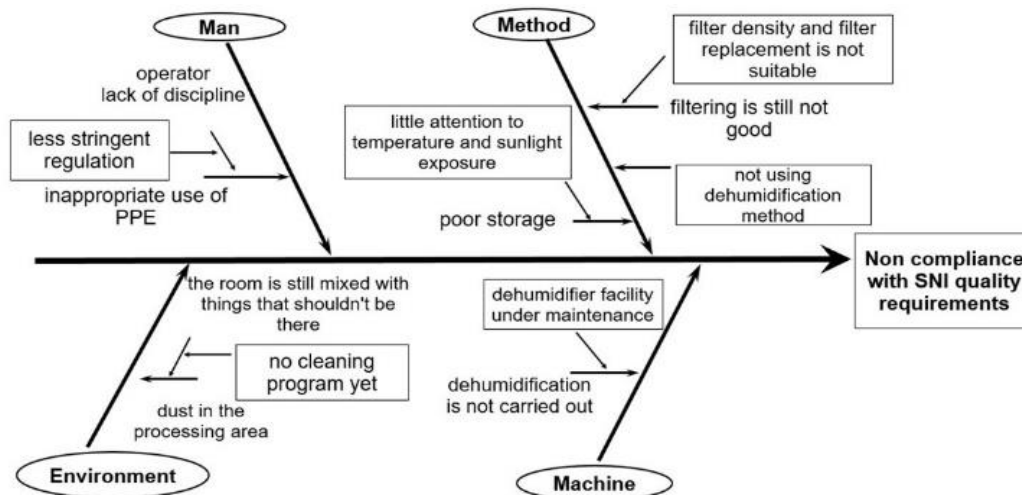 Man
Method
operator
lack of discipline
less stringent
regulation
inappropriate use of
PPE
filter density and filter
replacement is not
suitable
filtering is still not
good
little attention to
temperature and sunlight
exposure
poor storage
not using
dehumidification
method
Non compliance
with SNI quality
requirements
the room is still mixed with
things that shouldn't be
there
no cleaning
program yet
dust in the
processing area
dehumidifier facility
under maintenance
dehumidification
is not carried out
Environment
Machine